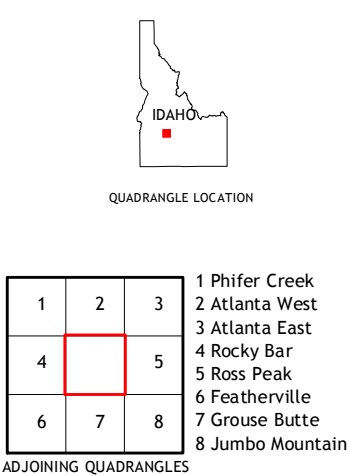 IDAHO
QUADRANGLE LOCATION
1 2 3
4 5
6 7 8
1 Phifer Creek
2 Atlanta West
3 Atlanta East
4 Rocky Bar
5 Ross Peak
6 Featherville
7 Grouse Butte
8 Jumbo Mountain
ADJOINING QUADRANGLES